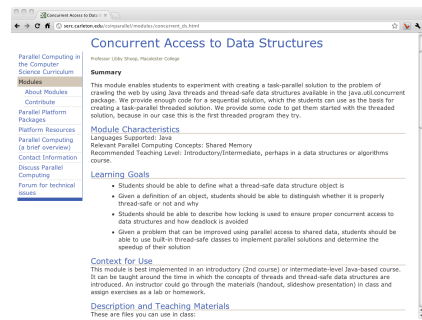 Concurrent Access to Data
serc.carleton.edu/csinparallel/modules/concurrent_ds.html
Parallel Computing in
the Computer
Science Curriculum
Modules
About Modules
Contribute
Parallel Platform
Packages
Platform Resources
Parallel Computing
(a brief overview)
Contact Information
Discuss Parallel
Computing
Forum for technical
issues
Concurrent Access to Data Structures
Professor Libby Shoop, Macalester College
Summary
This module enables students to experiment with creating a task-parallel solution to the problem of
crawling the web by using Java threads and thread-safe data structures available in the java.util.concurrent
package. We provide enough code for a sequential solution, which the students can use as the basis for
creating a task-parallel threaded solution. We provide some code to get them started with the threaded
solution, because in our case this is the first threaded program they try.
Module Characteristics
Languages Supported: Java
Relevant Parallel Computing Concepts: Shared Memory
Recommended Teaching Level: Introductory/Intermediate, perhaps in a data structures or algorithms
course.
Learning Goals
• Students should be able to define what a thread-safe data structure object is
• Given a definition of an object, students should be able to distinguish whether it is properly
thread-safe or not and why
• Students should be able to describe how locking is used to ensure proper concurrent access to
data structures and how deadlock is avoided
• Given a problem that can be improved using parallel access to shared data, students should be
able to use built-in thread-safe classes to implement parallel solutions and determine the
speedup of their solution
Context for Use
This module is best implemented in an introductory (2nd course) or intermediate-level Java-based course.
It can be taught around the time in which the concepts of threads and thread-safe data structures are
introduced. An instructor could go through the materials (handout, slideshow presentation) in class and
assign exercises as a lab or homework.
Description and Teaching Materials
These are files you can use in class: